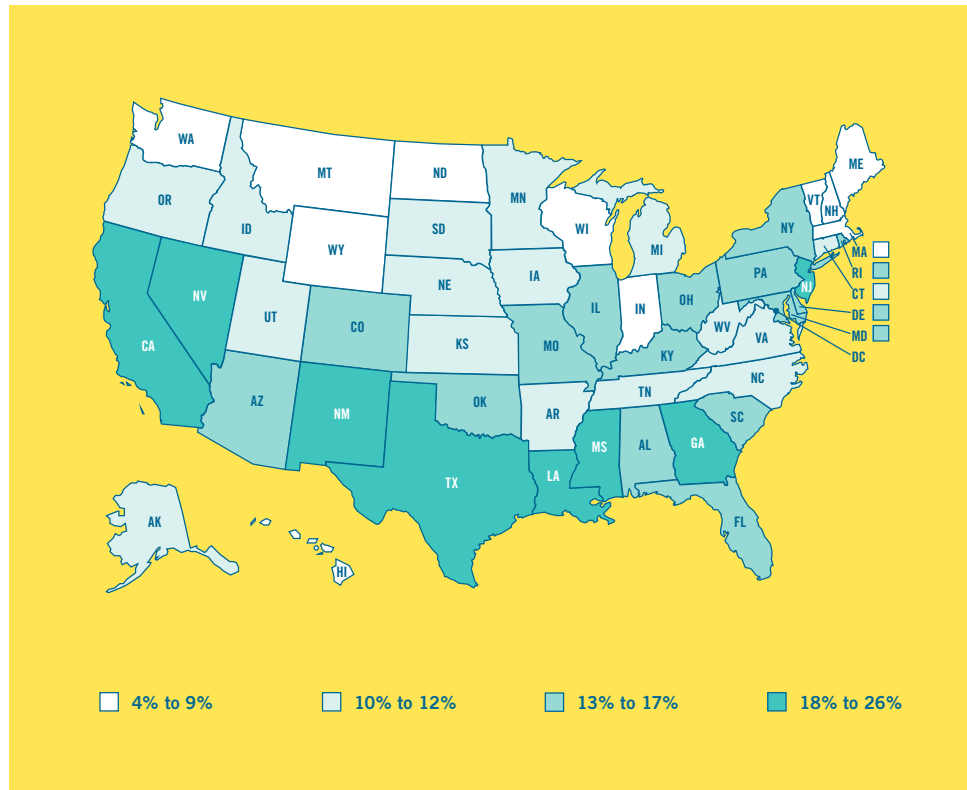 WA
MT
ND
MN
ME
OR
ID
WY
SD
WI
MI
VT
NH
NY
MA
RI
CT
DE
MD
DC
NV
UT
CO
NE
IA
IL
IN
OH
PA
NJ
CA
KS
MO
KY
WV
VA
AZ
NM
OK
AR
TN
NC
SC
TX
LA
MS
AL
GA
FL
AK
HI
4% to 9%
10% to 12%
13% to 17%
18% to 26%